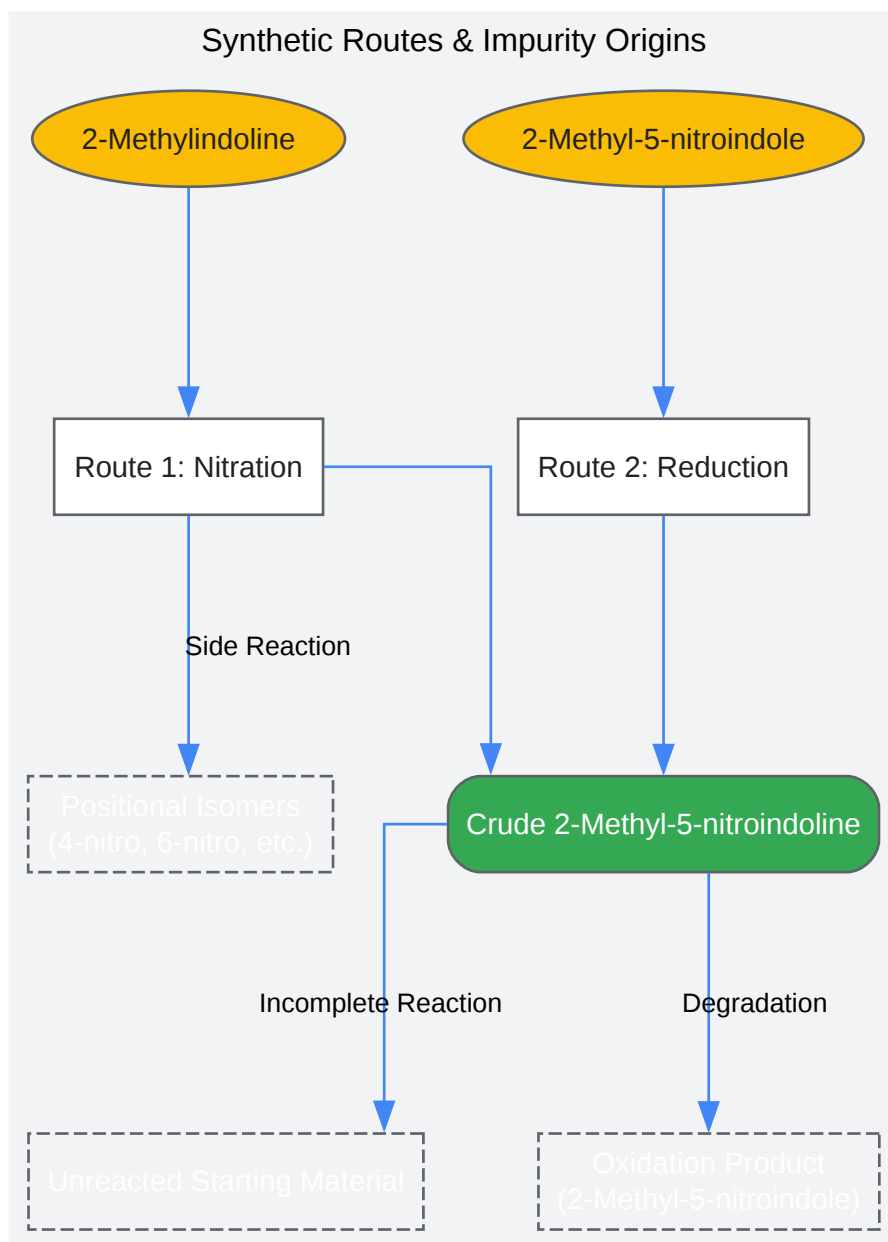 Synthetic Routes & Impurity Origins
2-Methylindoline
2-Methyl-5-nitroindole
Route 1: Nitration
Route 2: Reduction
Side Reaction
Positional Isomers
(4-nitro, 6-nitro, etc.)
Crude 2-Methyl-5-nitroindoline
Incomplete Reaction
Degradation
Unreacted Starting Material
Oxidation Product
(2-Methyl-5-nitroindole)